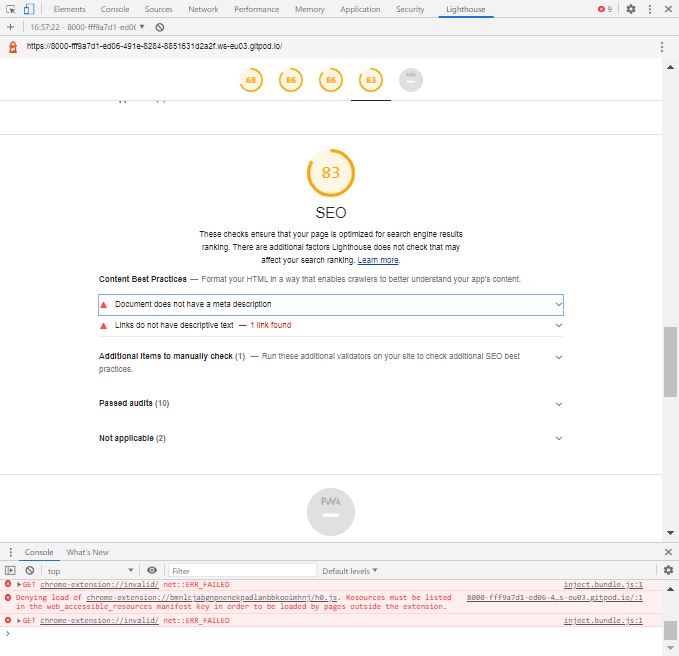 Elements Console Sources Network Performance Memory Application Security Lighthouse 9
16:57:22 - 8000-fff9a7d1-ed06
https://8000-fff9a7d1-ed06-491e-8284-8851631d2a2f.ws-eu03.gitpod.io/
68 86 86 83 PWA
83
SEO
These checks ensure that your page is optimized for search engine results
ranking. There are additional factors Lighthouse does not check that may
affect your search ranking. Learn more.
Content Best Practices — Format your HTML in a way that enables crawlers to better understand your app's content.
Document does not have a meta description
Links do not have descriptive text — 1 link found
Additional items to manually check (1) — Run these additional validators on your site to check additional SEO best
practices.
Passed audits (10)
Not applicable (2)
PWA
Console What's New
top Filter Default levels
GET chrome-extension://invalid/ net::ERR_FAILED inject.bundle.js:1
Denying load of chrome-extension://bmnlcjabgnpnenekpadlanbbkooimhnj/h0.js. Resources must be listed 8000-fff9a7d1-ed06-4…s-eu03.gitpod.io/:1
in the web_accessible_resources manifest key in order to be loaded by pages outside the extension.
GET chrome-extension://invalid/ net::ERR_FAILED inject.bundle.js:1